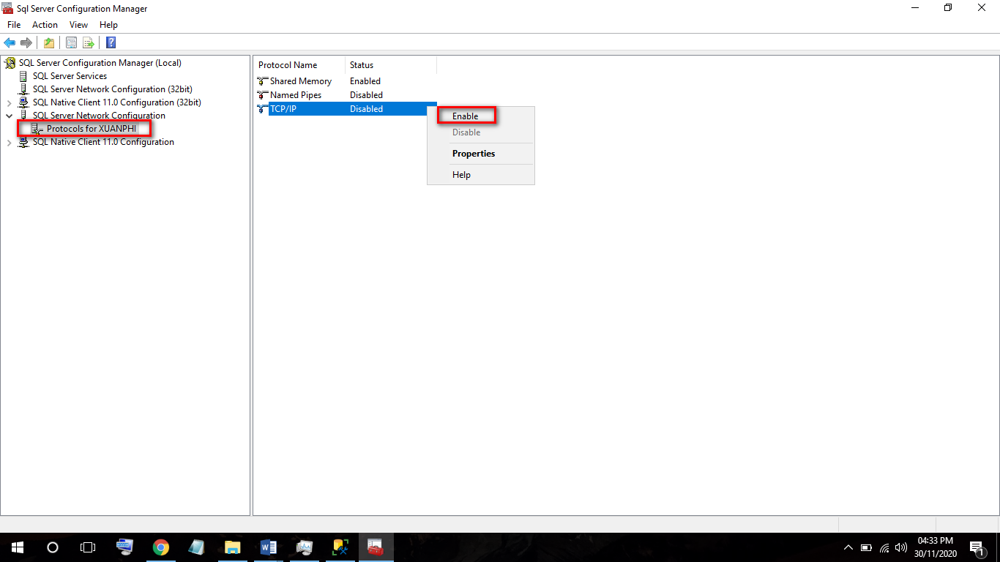 Sql Server Configuration Manager
File Action View Help
SQL Server Configuration Manager (Local)
SQL Server Services
SQL Server Network Configuration (32bit)
SQL Native Client 11.0 Configuration (32bit)
SQL Server Network Configuration
Protocols for XUANPHI
SQL Native Client 11.0 Configuration
Protocol Name Status
Shared Memory Enabled
Named Pipes Disabled
TCP/IP Disabled
Enable
Disable
Properties
Help
04:33 PM
30/11/2020
1